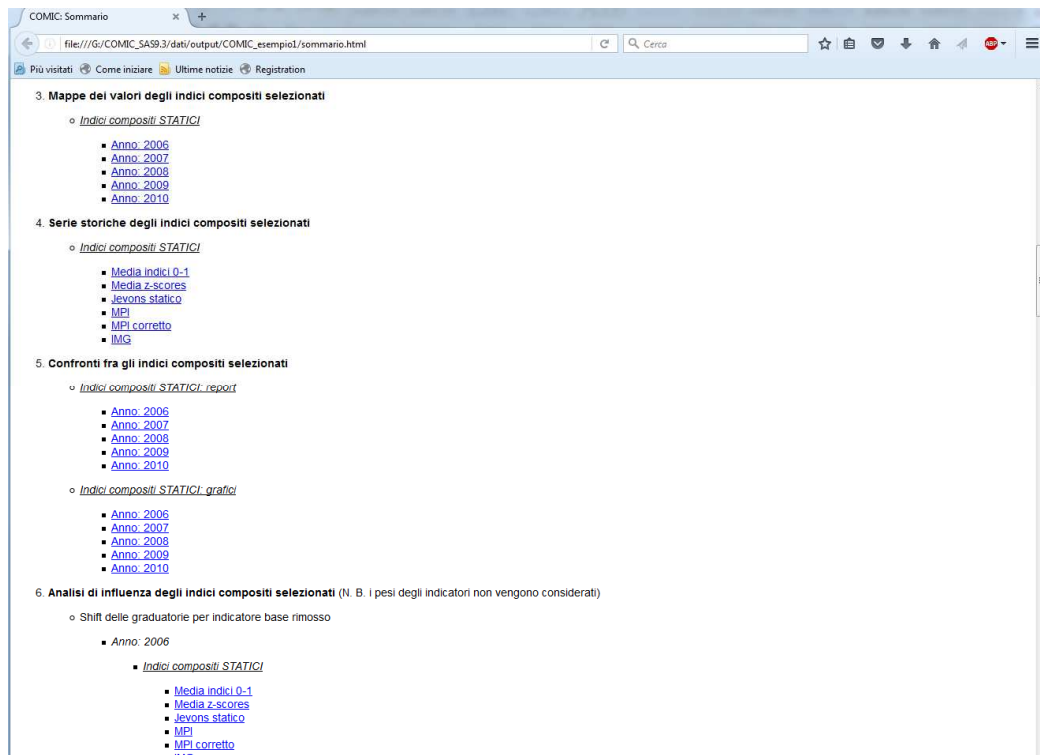 COMIC: Sommario
file:///G:/COMIC_SAS9.3/dati/output/COMIC_esempio1/sommario.html
Cerca
ABP
Più visitati Come iniziare Ultime notizie Registration
3. Mappe dei valori degli indici compositi selezionati
Indici compositi STATICI
Anno: 2006
Anno: 2007
Anno: 2008
Anno: 2009
Anno: 2010
4. Serie storiche degli indici compositi selezionati
Indici compositi STATICI
Media indici 0-1
Media z-scores
Jevons statico
MPI
MPI corretto
IMG
5. Confronti fra gli indici compositi selezionati
Indici compositi STATICI: report
Anno: 2006
Anno: 2007
Anno: 2008
Anno: 2009
Anno: 2010
Indici compositi STATICI: grafici
Anno: 2006
Anno: 2007
Anno: 2008
Anno: 2009
Anno: 2010
6. Analisi di influenza degli indici compositi selezionati (N. B. i pesi degli indicatori non vengono considerati)
Shift delle graduatorie per indicatore base rimosso
Anno: 2006
Indici compositi STATICI
Media indici 0-1
Media z-scores
Jevons statico
MPI
MPI corretto